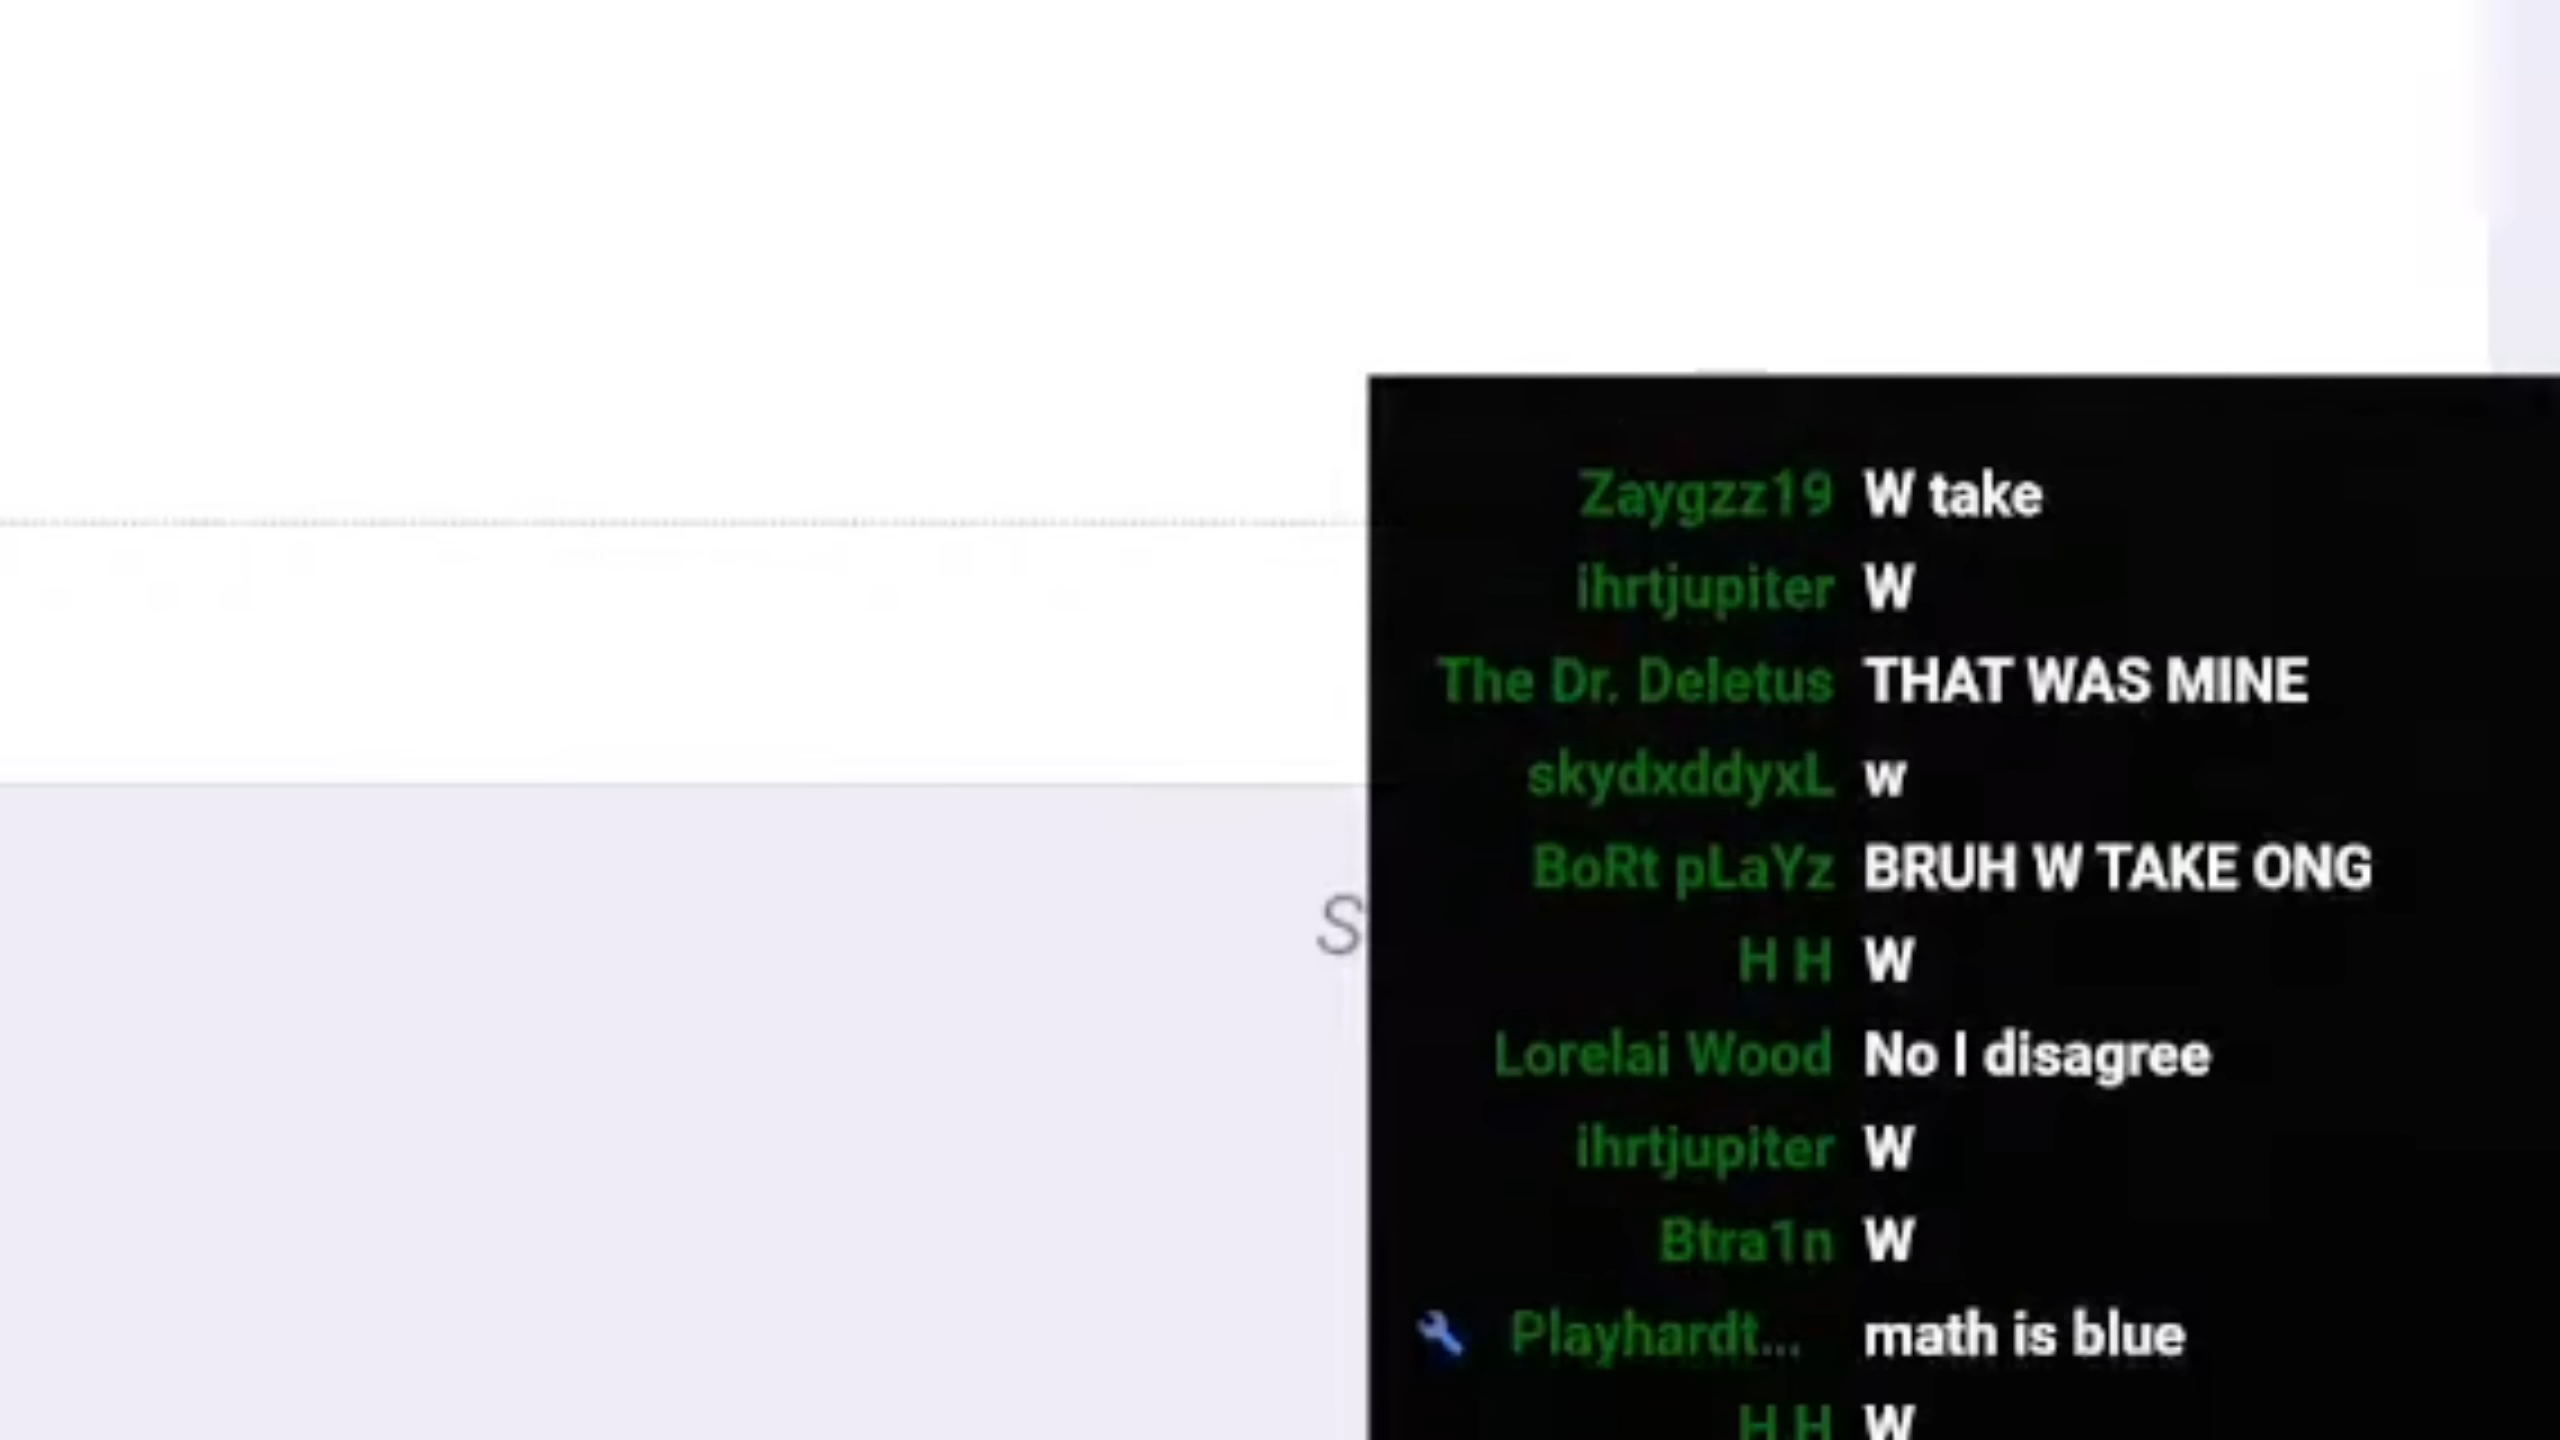 Zaygzz19 W take
ihrtjupiter W
The Dr. Deletus THAT WAS MINE
skydxddyxL w
BoRt pLaYz BRUH W TAKE ONG
S
H H W
Lorelai Wood No I disagree
ihrtjupiter W
Btra1n W
Playhardt... math is blue
H H W